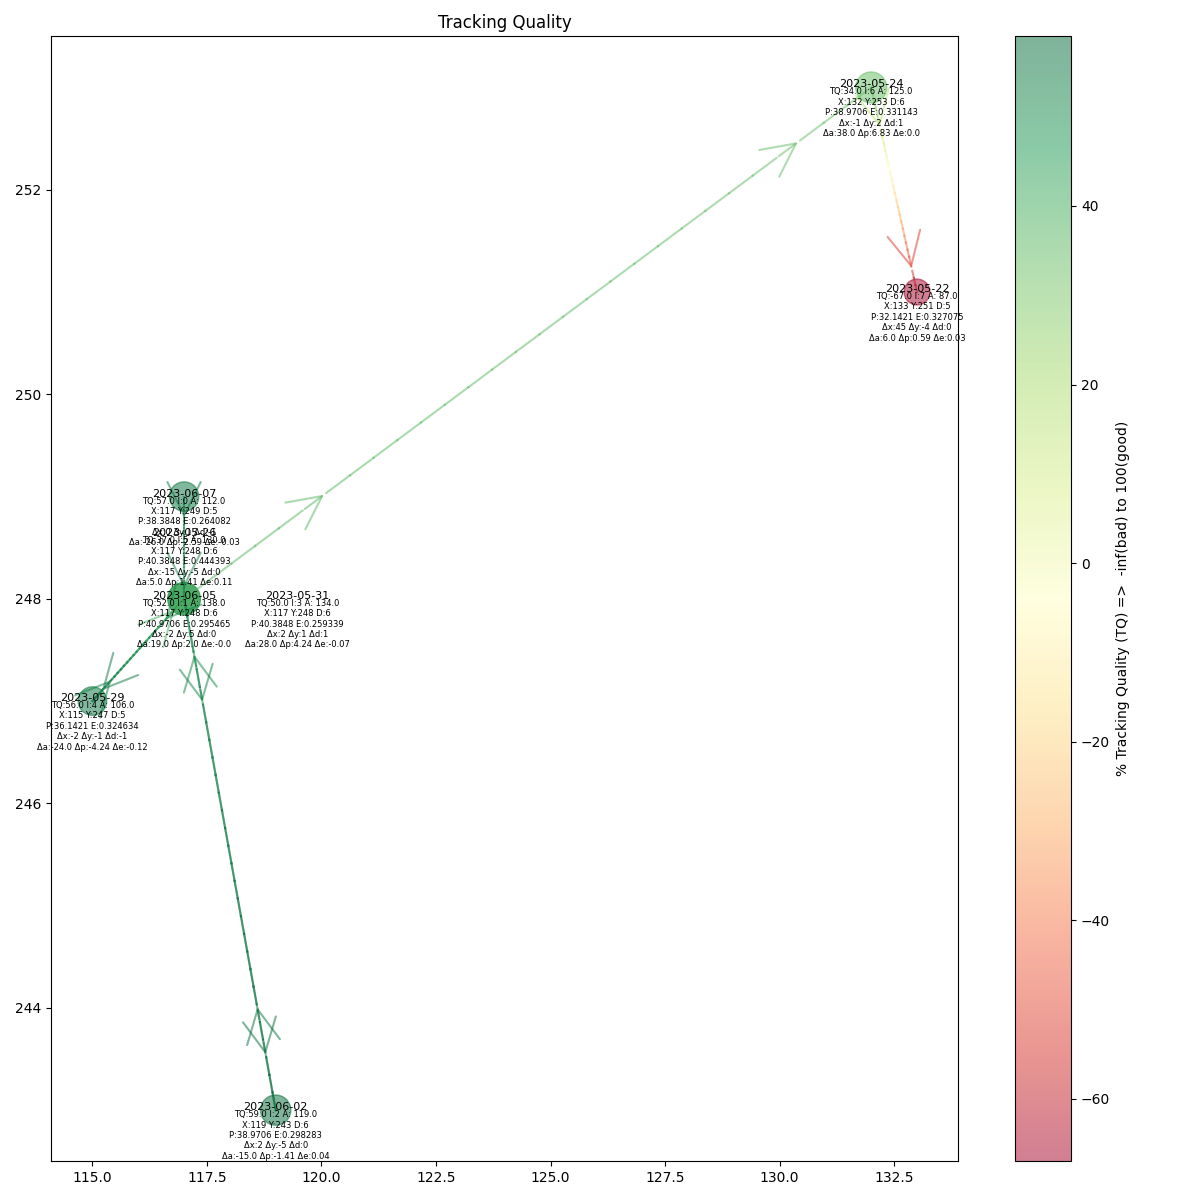 Tracking Quality
2023-05-24
TQ:34.0 I:6 A: 125.0
X:132 Y:253 D:6
P:38.9706 E:0.331143
Δx:-1 Δy:2 Δd:1
Δa:38.0 Δp:6.83 Δe:0.0
2023-05-22
TQ:-67.0 I:7 A: 87.0
X:133 Y:251 D:5
P:32.1421 E:0.327075
Δx:45 Δy:-4 Δd:0
Δa:6.0 Δp:0.59 Δe:0.03
2023-06-07
TQ:57.0 I:0 A: 112.0
X:117 Y:249 D:5
P:38.3848 E:0.264082
Δa:-26.0 Δp:-2.59 Δe:-0.03
X:117 Y:248 D:6
P:40.3848 E:0.444393
Δx:-15 Δy:-5 Δd:0
Δa:5.0 Δp:1.41 Δe:0.11
2023-06-05
TQ:52.0 I:1 A: 138.0
X:117 Y:248 D:6
P:40.9706 E:0.295465
Δx:-2 Δy:5 Δd:0
Δa:19.0 Δp:2.0 Δe:-0.0
2023-05-31
TQ:50.0 I:3 A: 134.0
X:117 Y:248 D:6
P:40.3848 E:0.259339
Δx:2 Δy:1 Δd:1
Δa:28.0 Δp:4.24 Δe:-0.07
2023-05-29
TQ:56.0 I:4 A: 106.0
X:115 Y:247 D:5
P:36.1421 E:0.324634
Δx:-2 Δy:-1 Δd:-1
Δa:-24.0 Δp:-4.24 Δe:-0.12
2023-06-02
TQ:59.0 I:2 A: 119.0
X:119 Y:243 D:6
P:38.9706 E:0.298283
Δx:2 Δy:-5 Δd:0
Δa:-15.0 Δp:-1.41 Δe:0.04
252
250
248
246
244
115.0 117.5 120.0 122.5 125.0 127.5 130.0 132.5
40
20
0
−20
−40
−60
% Tracking Quality (TQ) => -inf(bad) to 100(good)